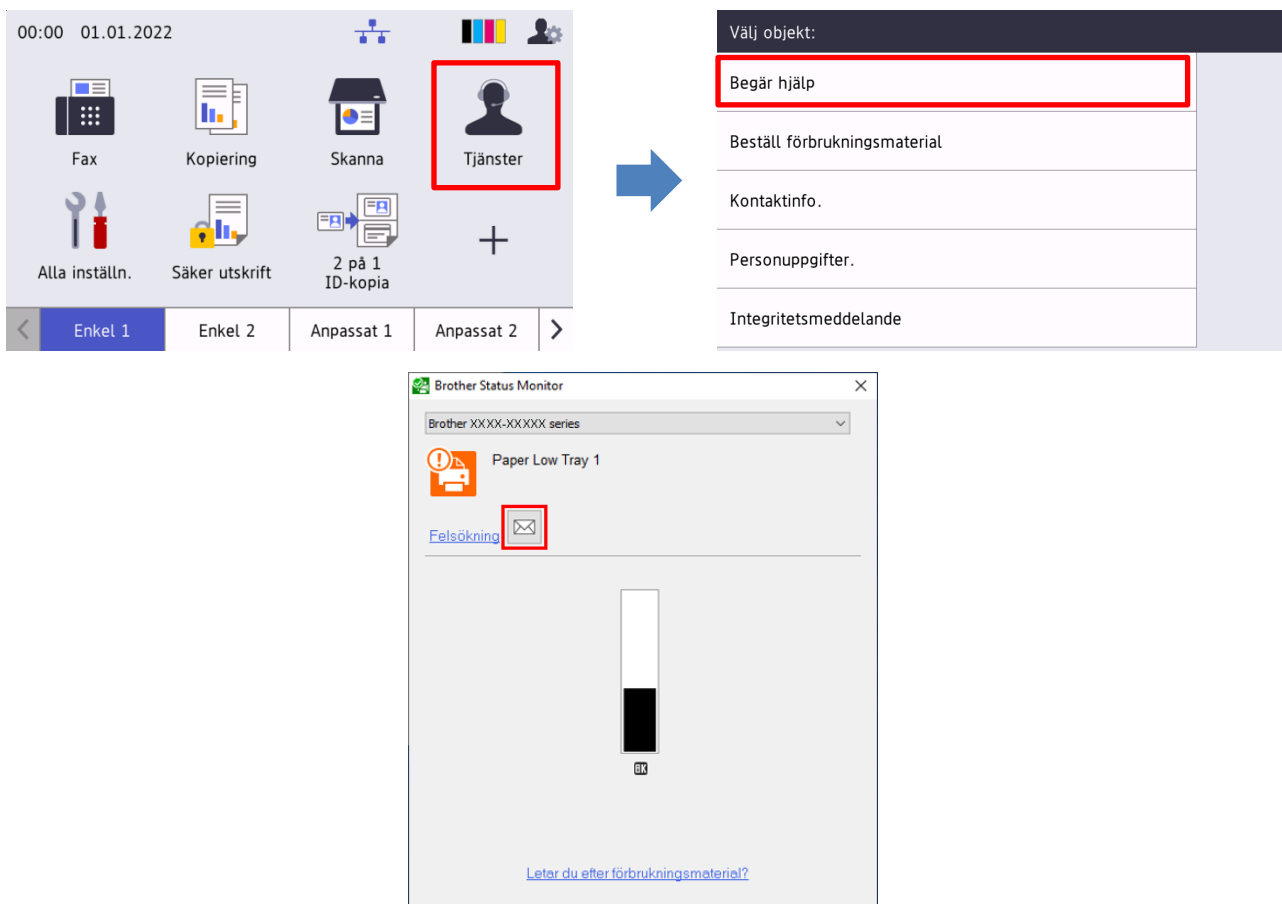 00:00 01.01.2022
Fax
Kopiering
Skanna
Tjänster
Alla inställn.
Säker utskrift
2 på 1
ID-kopia
Enkel 1
Enkel 2
Anpassat 1
Anpassat 2
Välj objekt:
Begär hjälp
Beställ förbrukningsmaterial
Kontaktinfo.
Personuppgifter.
Integritetsmeddelande
Brother Status Monitor
Brother XXXX-XXXXX series
Paper Low Tray 1
Felsökning
BK
Letar du efter förbrukningsmaterial?